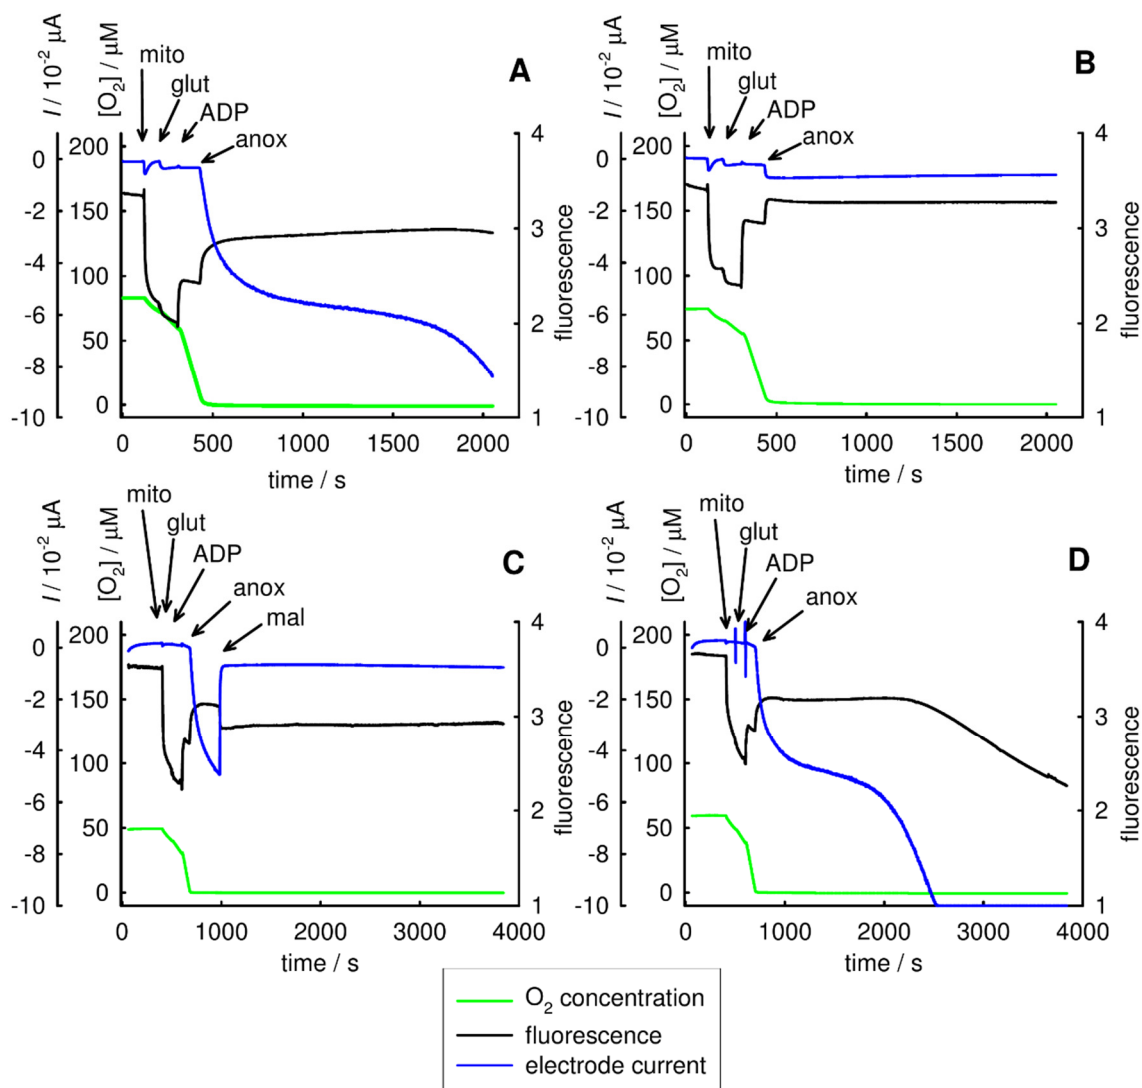 I / 10⁻² µA
[O₂] / µM
mito
glut
ADP
anox
A
200
150
100
50
0
0
-2
-4
-6
-8
-10
4
3
2
1
fluorescence
0 500 1000 1500 2000
time / s
I / 10⁻² µA
[O₂] / µM
mito
glut
ADP
anox
B
200
150
100
50
0
0
-2
-4
-6
-8
-10
4
3
2
1
fluorescence
0 500 1000 1500 2000
time / s
I / 10⁻² µA
[O₂] / µM
mito
glut
ADP
anox
mal
C
200
150
100
50
0
0
-2
-4
-6
-8
-10
4
3
2
1
fluorescence
0 1000 2000 3000 4000
time / s
I / 10⁻² µA
[O₂] / µM
mito
glut
ADP
anox
D
200
150
100
50
0
0
-2
-4
-6
-8
-10
4
3
2
1
fluorescence
0 1000 2000 3000 4000
time / s
O₂ concentration
fluorescence
electrode current